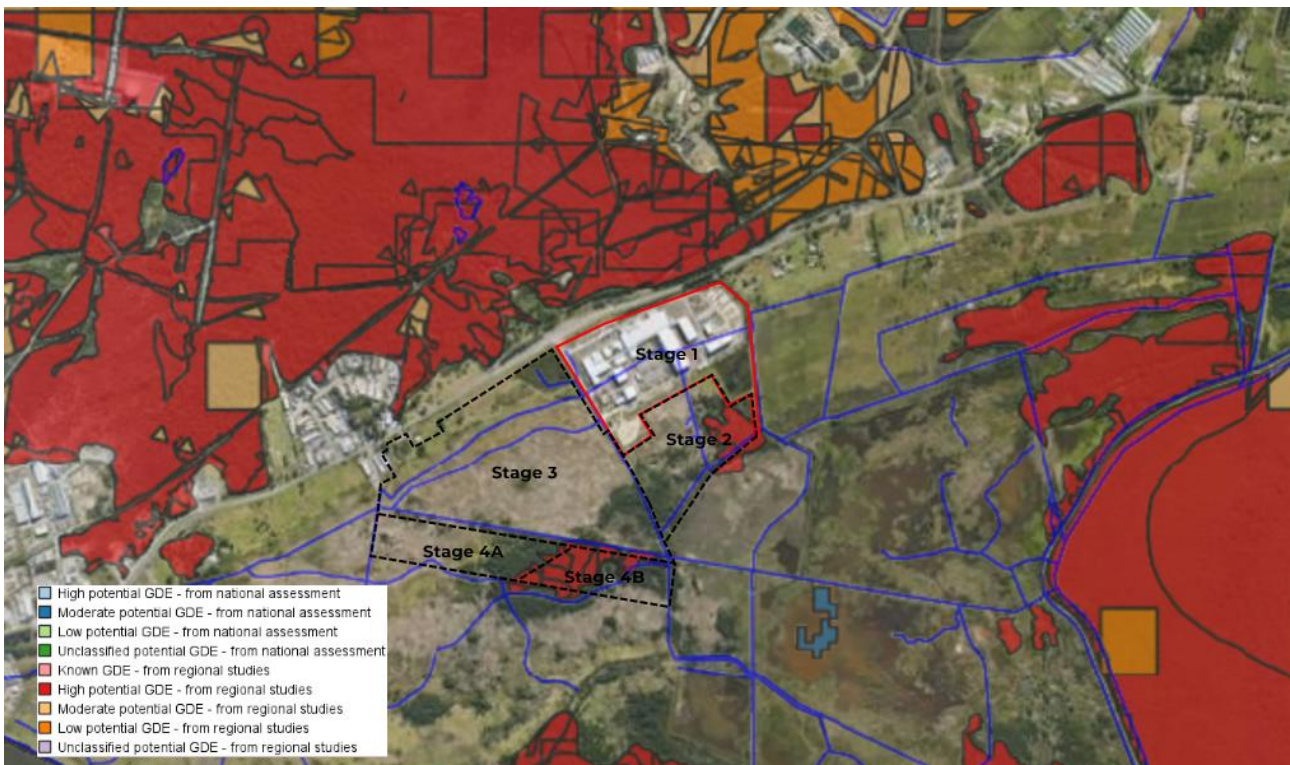 Stage 1
Stage 2
Stage 3
Stage 4A
Stage 4B
High potential GDE - from national assessment
Moderate potential GDE - from national assessment
Low potential GDE - from national assessment
Unclassified potential GDE - from national assessment
Known GDE - from regional studies
High potential GDE - from regional studies
Moderate potential GDE - from regional studies
Low potential GDE - from regional studies
Unclassified potential GDE - from regional studies